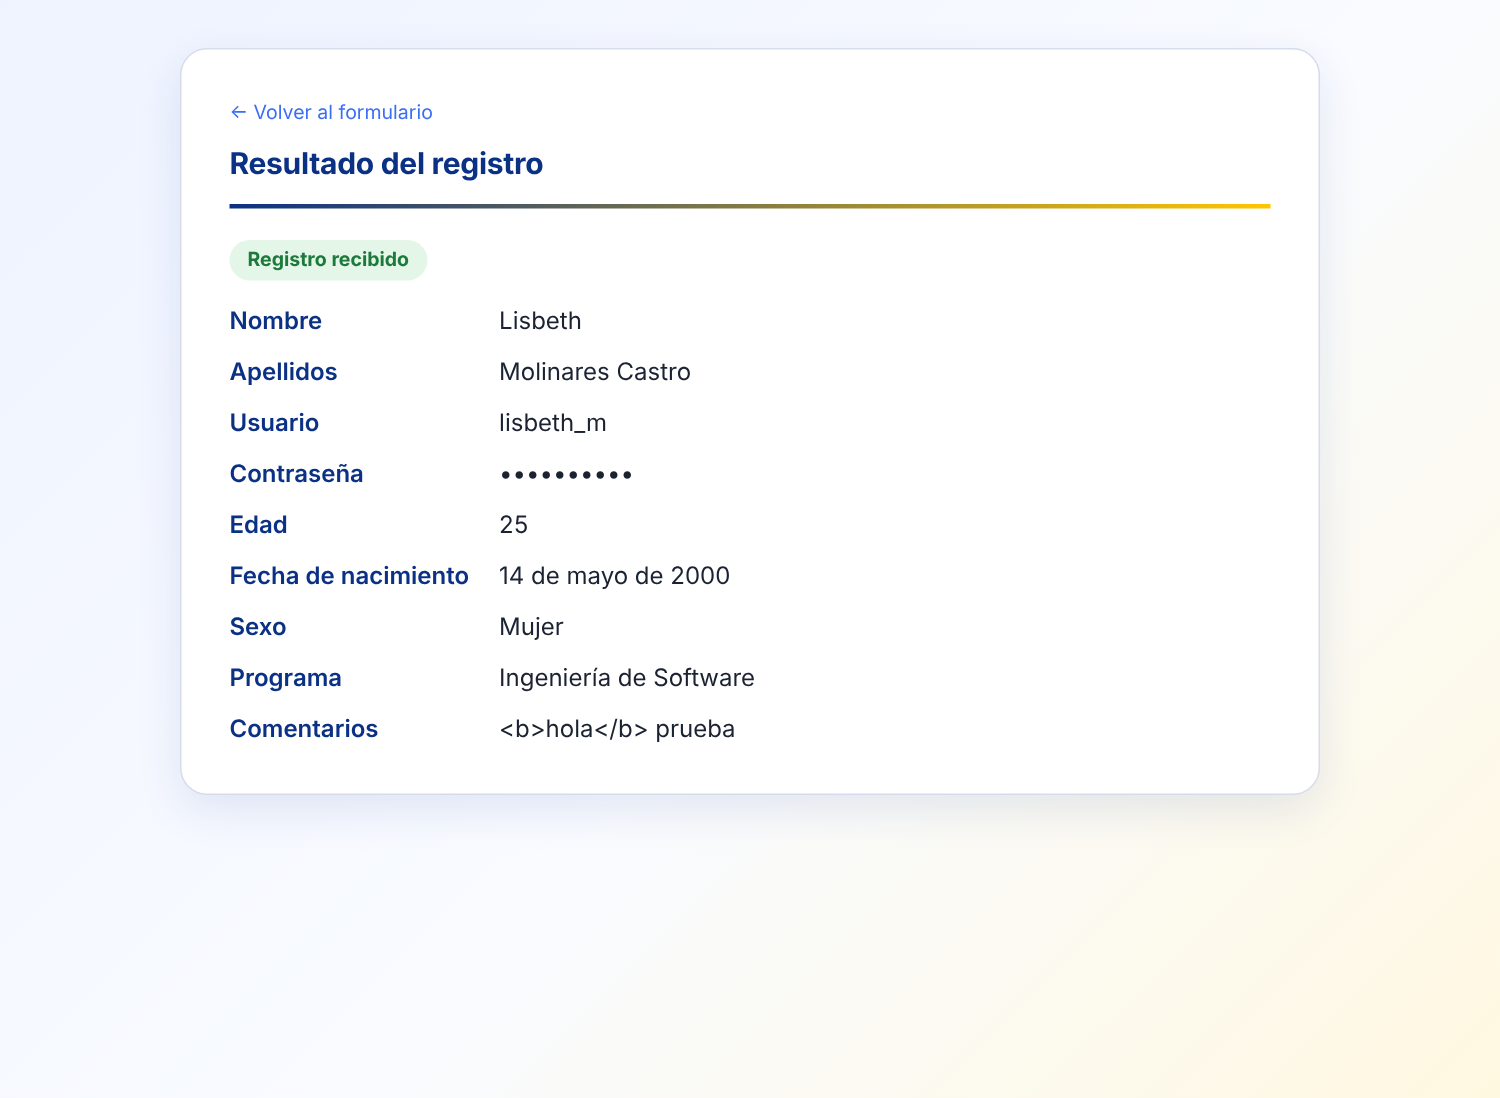 ← Volver al formulario
Resultado del registro
Registro recibido
Nombre Lisbeth
Apellidos Molinares Castro
Usuario lisbeth_m
Contraseña ••••••••••
Edad 25
Fecha de nacimiento 14 de mayo de 2000
Sexo Mujer
Programa Ingeniería de Software
Comentarios <b>hola</b> prueba